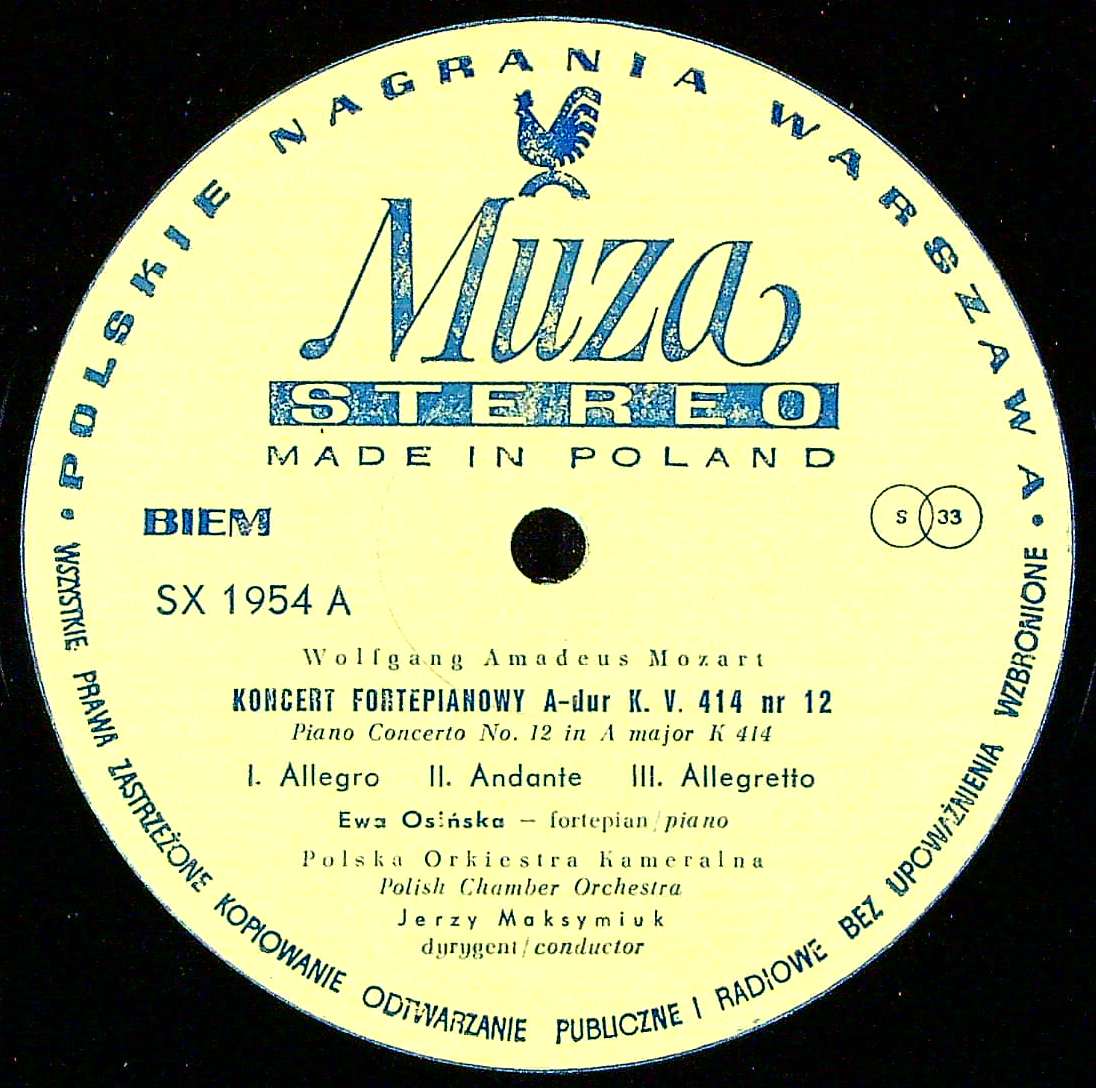 POLSKIE NAGRANIA WARSZAWA
Muza
STEREO
MADE IN POLAND
BIEM
S 33
SX 1954 A
Wolfgang Amadeus Mozart
KONCERT FORTEPIANOWY A-dur K. V. 414 nr 12
Piano Concerto No. 12 in A major K 414
I. Allegro II. Andante III. Allegretto
Ewa Osińska — fortepian/piano
Polska Orkiestra Kameralna
Polish Chamber Orchestra
Jerzy Maksymiuk
dyrygent/conductor
• WSZYSTKIE PRAWA ZASTRZEŻONE KOPIOWANIE ODTWARZANIE PUBLICZNE I RADIOWE BEZ UPOWAŻNIENIA WZBRONIONE •